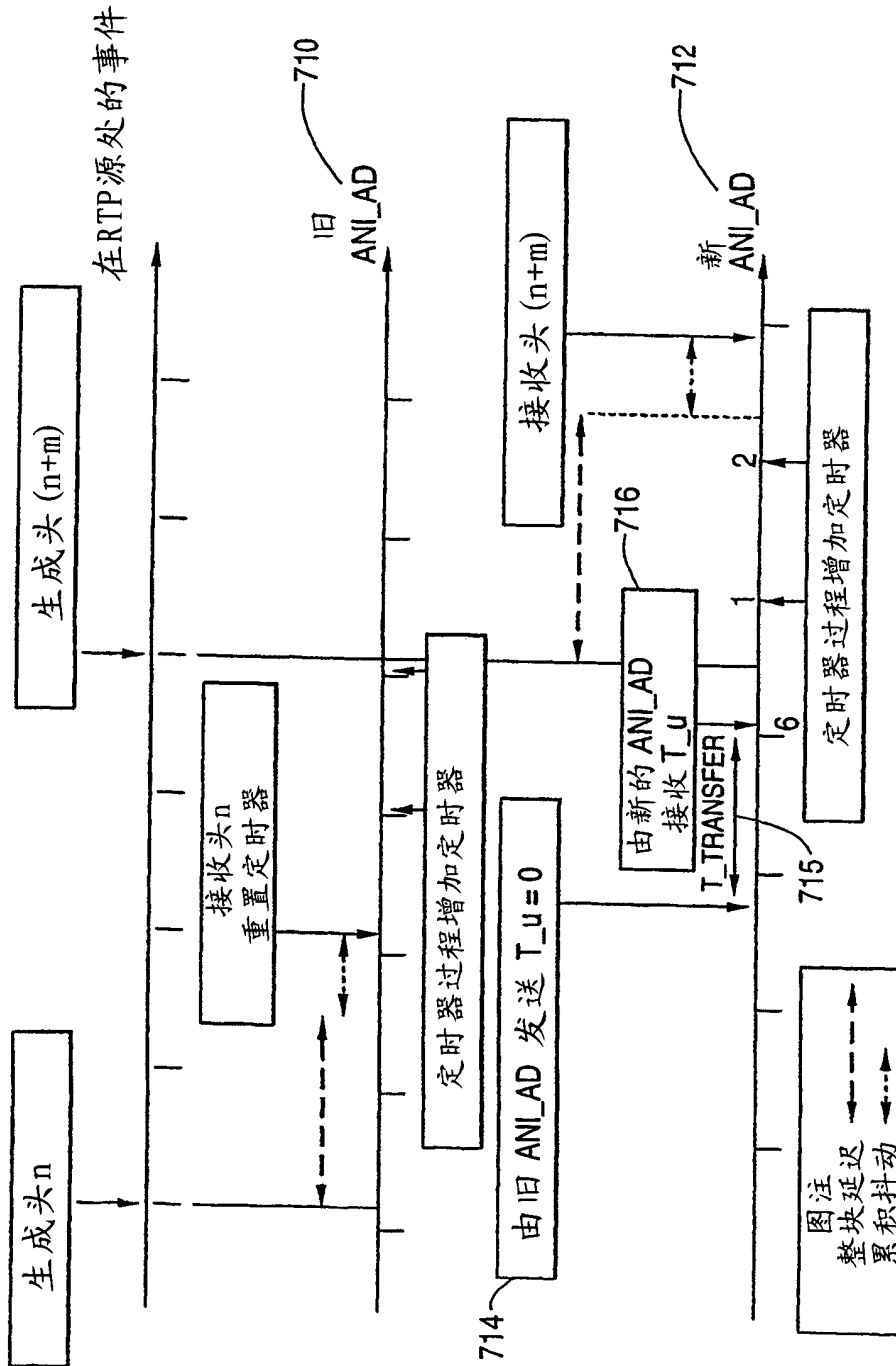 生成头n
生成头(n+m)
在RTP源处的事件
接收头n
重置定时器
旧
ANI_AD
710
定时器过程增加定时器
714
由旧 ANI_AD 发送 T_u=0
由新的 ANI_AD
接收 T_u
716
接收头(n+m)
T_TRANSFER
715
6
1
2
新
ANI_AD
712
定时器过程增加定时器
图注
整块延迟
累积抖动